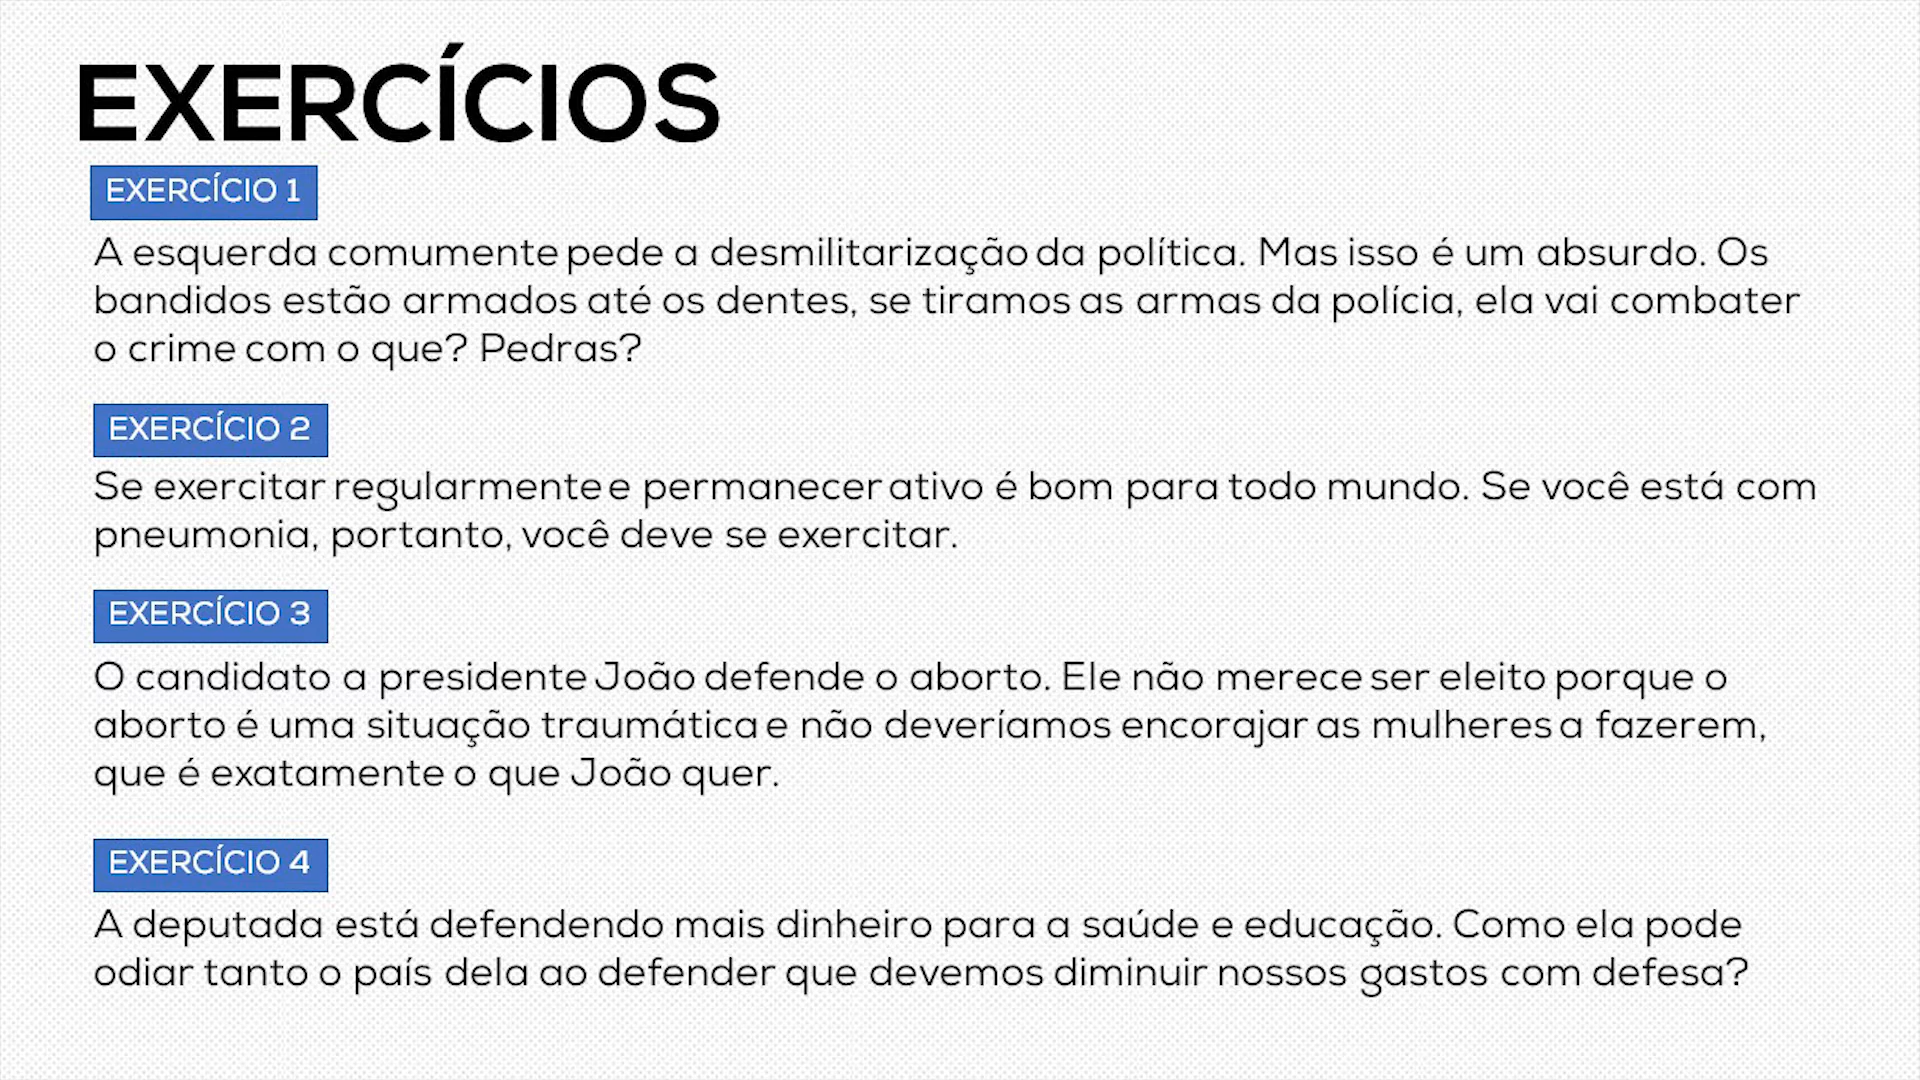 EXERCÍCIOS
EXERCÍCIO 1
A esquerda comumente pede a desmilitarização da política. Mas isso é um absurdo. Os
bandidos estão armados até os dentes, se tiramos as armas da polícia, ela vai combater
o crime com o que? Pedras?
EXERCÍCIO 2
Se exercitar regularmente e permanecer ativo é bom para todo mundo. Se você está com
pneumonia, portanto, você deve se exercitar.
EXERCÍCIO 3
O candidato a presidente João defende o aborto. Ele não merece ser eleito porque o
aborto é uma situação traumática e não deveríamos encorajar as mulheres a fazerem,
que é exatamente o que João quer.
EXERCÍCIO 4
A deputada está defendendo mais dinheiro para a saúde e educação. Como ela pode
odiar tanto o país dela ao defender que devemos diminuir nossos gastos com defesa?